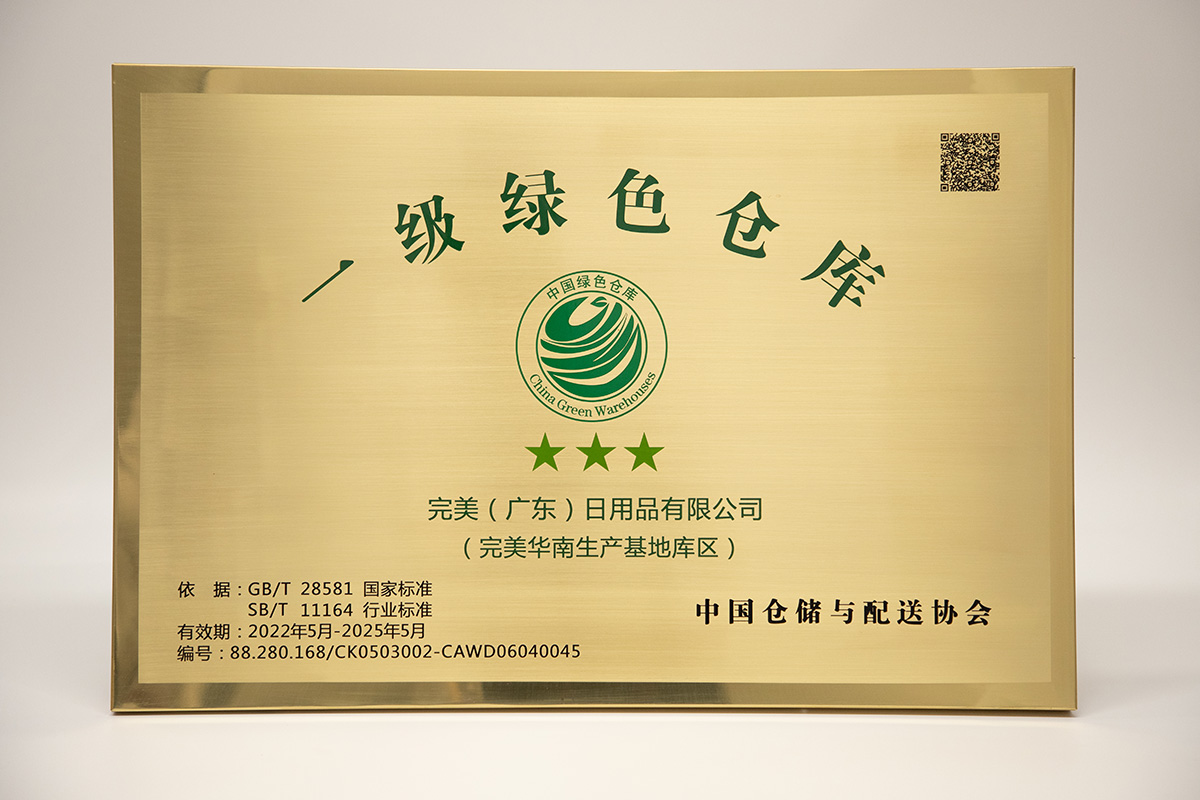 一级绿色仓库
中国绿色仓库
China Green Warehouses
完美（广东）日用品有限公司
（完美华南生产基地库区）
依 据：GB/T 28581 国家标准
SB/T 11164 行业标准
有效期：2022年5月-2025年5月
编号：88.280.168/CK0503002-CAWD06040045
中国仓储与配送协会